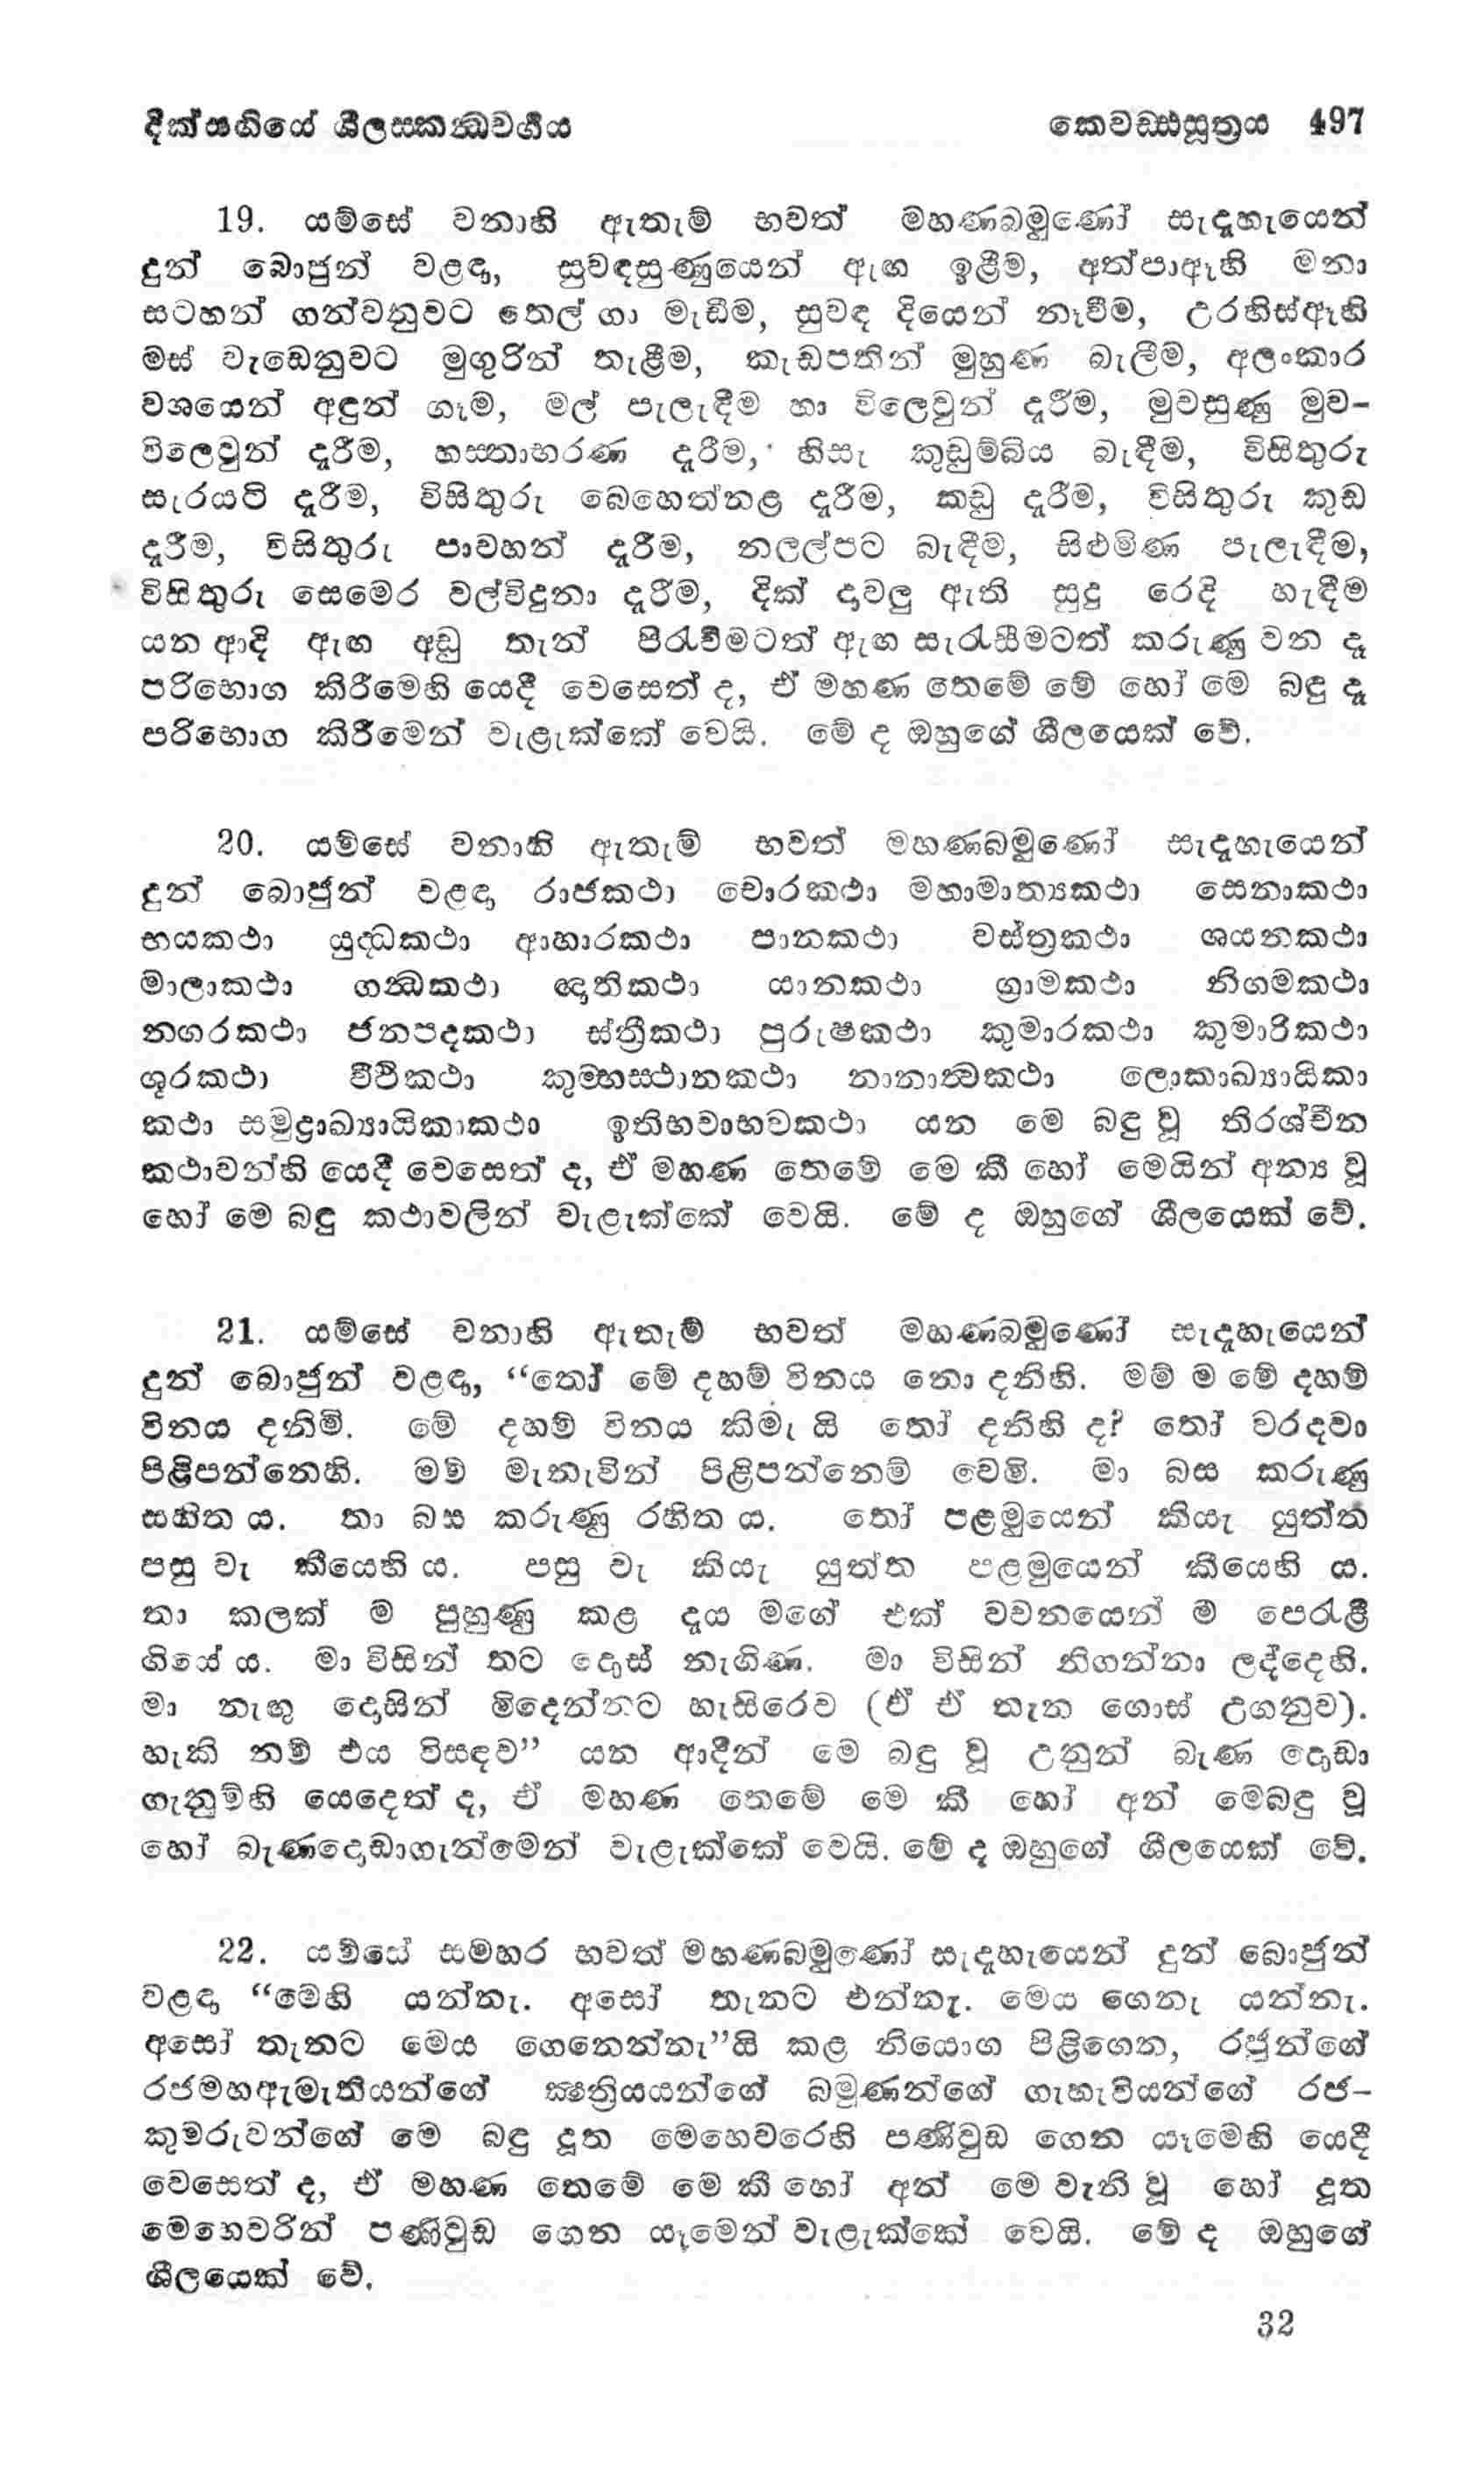 දික්සඟියේ ශීලස්කන්‍ධවර්‍ගය කෙවඩ්ඪසූත්‍රය 497
19. යම්සේ වනාහි ඇතැම් භවත් මහණබමුණෝ සැදෑහැයෙන්
දුන් බොජුන් වළඳා, සුවඳසුණුයෙන් ඇඟ ඉළීම, අත්පාඈහි මනා
සටහන් ගන්වනුවට තෙල් ගා මැඩීම, සුවඳ දියෙන් නෑවීම, උරහිස්ඈහි
මස් වැඩෙනුවට මුගුරින් තැළීම, කැඩපතින් මුහුණ බැලීම, අලංකාර
වශයෙන් අඳුන් ගෑම, මල් පැලැඳීම හා විලෙවුන් දැරීම, මුවසුණු මුව-
විලෙවුන් දැරීම, හස්තාභරණ දැරීම, හිසැ කුඩුම්බිය බැඳීම, විසිතුරු
සැරයටි දැරීම, විසිතුරු බෙහෙත්නළ දැරීම, කඩු දැරීම, විසිතුරු කුඩ
දැරීම, විසිතුරු පාවහන් දැරීම, නලල්පට බැඳීම, සිළුමිණ පැලැඳීම,
විසිතුරු සෙමෙර වල්විදුනා දැරීම, දික් දාවලු ඇති සුදු රෙදි හැඳීම
යන ආදි ඇඟ අඩු තැන් පිරැවීමටත් ඇඟ සැරැසීමටත් කරුණු වන දෑ
පරිභොග කිරීමෙහි යෙදී වෙසෙත් ද, ඒ මහණ තෙමේ මේ හෝ මෙ බඳු දෑ
පරිභොග කිරීමෙන් වැළැක්කේ වෙයි. මේ ද ඔහුගේ ශීලයෙක් වේ.
20. යම්සේ වනාහි ඇතැම් භවත් මහණබමුණෝ සැදෑහැයෙන්
දුන් බොජුන් වළඳා රාජකථා චොරකථා මහාමාත්‍යකථා සෙනාකථා
භයකථා යුද්ධකථා ආහාරකථා පානකථා වස්ත්‍රකථා ශයනකථා
මාලාකථා ගන්‍ධකථා ඥාතිකථා යානකථා ග්‍රාමකථා නිගමකථා
නගරකථා ජනපදකථා ස්ත්‍රීකථා පුරුෂකථා කුමාරකථා කුමාරිකථා
ශූරකථා වීථිකථා කුම්භස්ථානකථා නානාත්‍වකථා ලොකාඛ්‍යායිකා
කථා සමුද්‍රාඛ්‍යායිකාකථා ඉතිභවාභවකථා යන මෙ බඳු වූ තිරශ්චීන
කථාවන්හි යෙදී වෙසෙත් ද, ඒ මහණ තෙමේ මෙ කී හෝ මෙයින් අන්‍ය වූ
හෝ මෙ බඳු කථාවලින් වැළැක්කේ වෙයි. මේ ද ඔහුගේ ශීලයෙක් වේ.
21. යම්සේ වනාහි ඇතැම් භවත් මහණබමුණෝ සැදෑහැයෙන්
දුන් බොජුන් වළඳා, “තෝ මේ දහම් විනය නො දනිහි. මම් ම මේ දහම්
විනය දනිමි. මේ දහම් විනය කිමැ යි තෝ දනිහි ද? තෝ වරදවා
පිළිපන්නෙහි. මම් මැනැවින් පිළිපන්නෙම් වෙමි. මා බස කරුණු
සහිත ය. තා බස කරුණු රහිත ය. තෝ පළමුයෙන් කියැ යුත්ත
පසු වැ කීයෙහි ය. පසු වැ කියැ යුත්ත පළමුයෙන් කීයෙහි ය.
තා කලක් ම පුහුණු කළ දෑය මගේ එක් වචනයෙන් ම පෙරැළී
ගියේ ය. මා විසින් තට දොස් නැගිණ. මා විසින් නිගන්නා ලද්දෙහි.
මා නැඟූ දොසින් මිදෙන්නට හැසිරෙව (ඒ ඒ තැන ගොස් උගනුව).
හැකි නම් එය විසඳව” යන ආදීන් මෙ බඳු වූ උනුන් බැණ දොඩා
ගැනුම්හි යෙදෙත් ද, ඒ මහණ තෙමේ මෙ කී හෝ අන් මෙබඳු වූ
හෝ බැණදොඩාගැන්මෙන් වැළැක්කේ වෙයි. මේ ද ඔහුගේ ශීලයෙක් වේ.
22. යම්සේ සමහර භවත් මහණබමුණෝ සැදෑහැයෙන් දුන් බොජුන්
වළඳා “මෙහි යන්නැ. අසෝ තැනට එන්නැ. මෙය ගෙනැ යන්නැ.
අසෝ තැනට මෙය ගෙනෙන්නැ”යි කළ නියොග පිළිගෙන, රජුන්ගේ
රජමහඇමැතියන්ගේ ක්‍ෂත්‍රියයන්ගේ බමුණන්ගේ ගැහැවියන්ගේ රජ-
කුමරුවන්ගේ මෙ බඳු දූත මෙහෙවරෙහි පණිවුඩ ගෙන යෑමෙහි යෙදී
වෙසෙත් ද, ඒ මහණ තෙමේ මෙ කී හෝ අන් මෙ වැනි වූ හෝ දූත
මෙහෙවරින් පණිවුඩ ගෙන යෑමෙන් වැළැක්කේ වෙයි. මේ ද ඔහුගේ
ශීලයෙක් වේ.
32